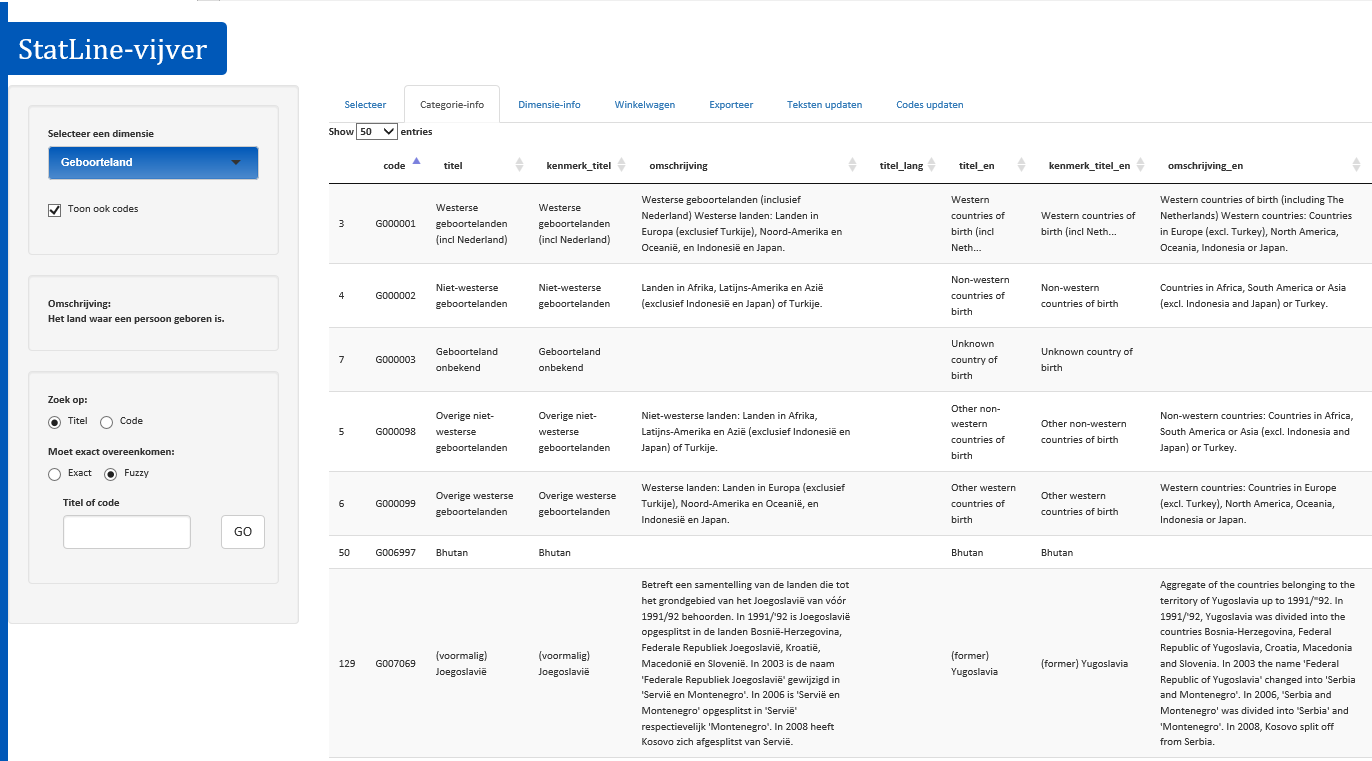 StatLine-vijver
Selecteer een dimensie
Geboorteland
Toon ook codes
Omschrijving:
Het land waar een persoon geboren is.
Zoek op:
Titel Code
Moet exact overeenkomen:
Exact Fuzzy
Titel of code
GO
Selecteer Categorie-info Dimensie-info Winkelwagen Exporteer Teksten updaten Codes updaten
Show 50 entries
code titel kenmerk_titel omschrijving titel_lang titel_en kenmerk_titel_en omschrijving_en
3
G000001
Westerse
geboortelanden
(incl Nederland)
Westerse
geboortelanden
(incl Nederland)
Westerse geboortelanden (inclusief
Nederland) Westerse landen: Landen in
Europa (exclusief Turkije), Noord-Amerika en
Oceanië, en Indonesië en Japan.
Western
countries of
birth (incl
Neth...
Western countries of
birth (incl Neth...
Western countries of birth (including The
Netherlands) Western countries: Countries
in Europe (excl. Turkey), North America,
Oceania, Indonesia or Japan.
4
G000002
Niet-westerse
geboortelanden
Niet-westerse
geboortelanden
Landen in Afrika, Latijns-Amerika en Azië
(exclusief Indonesië en Japan) of Turkije.
Non-western
countries of
birth
Non-western
countries of birth
Countries in Africa, South America or Asia
(excl. Indonesia and Japan) or Turkey.
7
G000003
Geboorteland
onbekend
Geboorteland
onbekend
Unknown
country of
birth
Unknown country of
birth
5
G000098
Overige niet-
westerse
geboortelanden
Overige niet-
westerse
geboortelanden
Niet-westerse landen: Landen in Afrika,
Latijns-Amerika en Azië (exclusief Indonesië en
Japan) of Turkije.
Other non-
western
countries of
birth
Other non-western
countries of birth
Non-western countries: Countries in Africa,
South America or Asia (excl. Indonesia and
Japan) or Turkey.
6
G000099
Overige westerse
geboortelanden
Overige westerse
geboortelanden
Westerse landen: Landen in Europa (exclusief
Turkije), Noord-Amerika en Oceanië, en
Indonesië en Japan.
Other western
countries of
birth
Other western
countries of birth
Western countries: Countries in Europe
(excl. Turkey), North America, Oceania,
Indonesia or Japan.
50
G006997
Bhutan
Bhutan
Bhutan
Bhutan
129
G007069
(voormalig)
Joegoslavië
(voormalig)
Joegoslavië
Betreft een samentelling van de landen die tot
het grondgebied van het Joegoslavië van vóór
1991/92 behoorden. In 1991/'92 is Joegoslavië
opgesplitst in de landen Bosnië-Herzegovina,
Federale Republiek Joegoslavië, Kroatië,
Macedonië en Slovenië. In 2003 is de naam
'Federale Republiek Joegoslavië' gewijzigd in
'Servië en Montenegro'. In 2006 is 'Servië en
Montenegro' opgesplitst in 'Servië'
respectievelijk 'Montenegro'. In 2008 heeft
Kosovo zich afgesplitst van Servië.
(former)
Yugoslavia
(former) Yugoslavia
Aggregate of the countries belonging to the
territory of Yugoslavia up to 1991/"92. In
1991/'92, Yugoslavia was divided into the
countries Bosnia-Herzegovina, Federal
Republic of Yugoslavia, Croatia, Macedonia
and Slovenia. In 2003 the name 'Federal
Republic of Yugoslavia' changed into 'Serbia
and Montenegro'. In 2006, 'Serbia and
Montenegro' was divided into 'Serbia' and
'Montenegro'. In 2008, Kosovo split off
from Serbia.